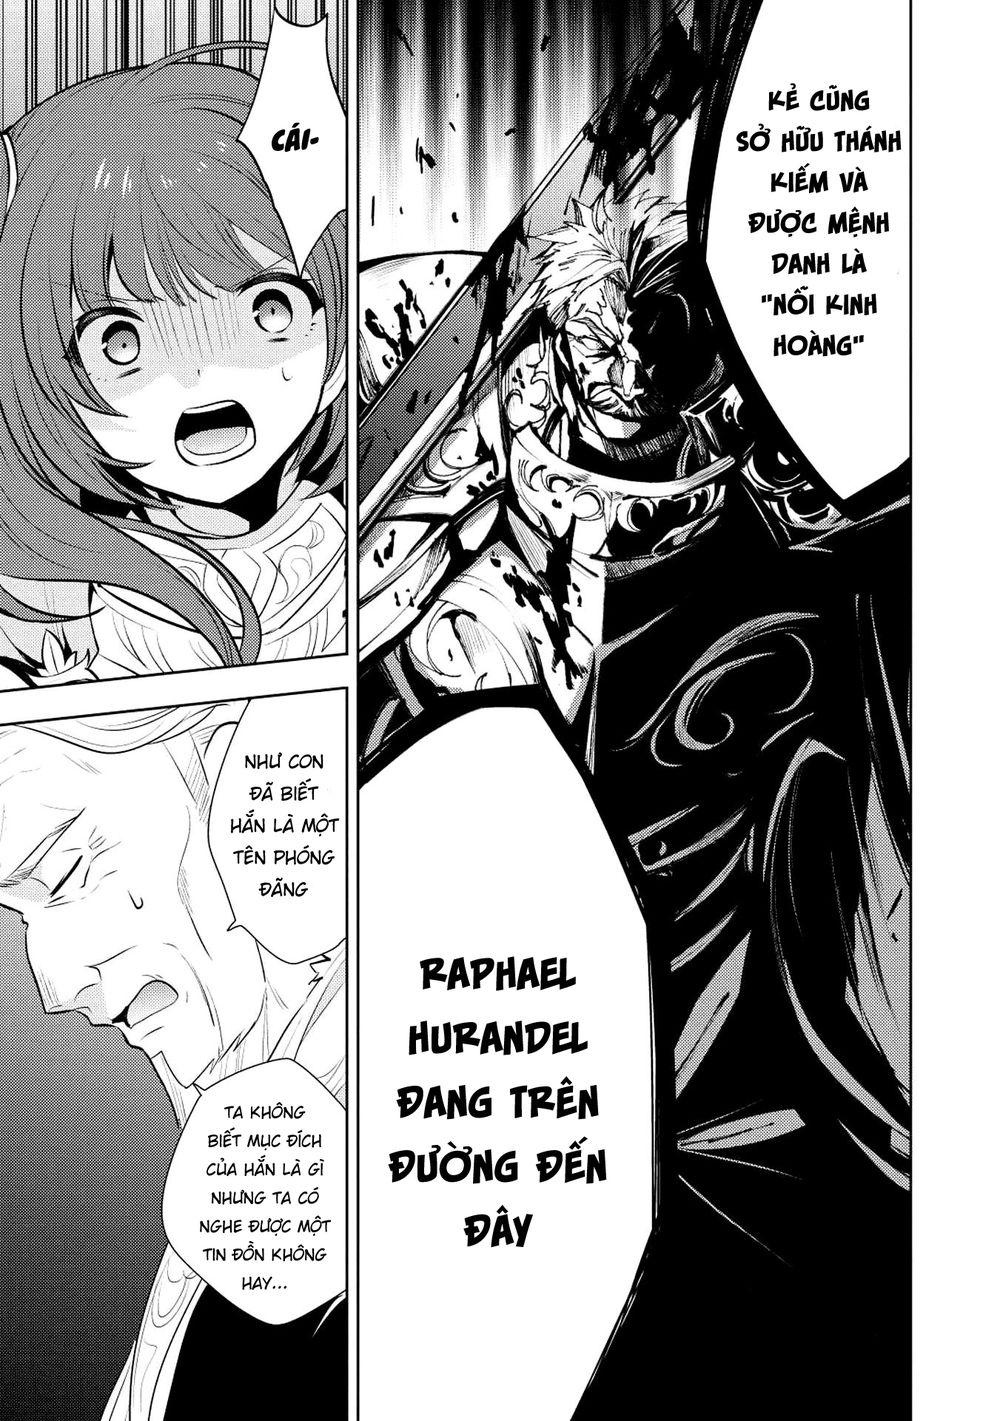 KẺ CŨNG
SỞ HỮU THÁNH
KIẾM VÀ
ĐƯỢC MỆNH
DANH LÀ
"NỖI KINH
HOÀNG"
RAPHAEL
HURANDEL
ĐANG TRÊN
ĐƯỜNG ĐẾN
ĐÂY
CÁI-
NHƯ CON
ĐÃ BIẾT
HẮN LÀ MỘT
TÊN PHÓNG
ĐÃNG
TA KHÔNG
BIẾT MỤC ĐÍCH
CỦA HẮN LÀ GÌ
NHƯNG TA CÓ
NGHE ĐƯỢC MỘT
TIN ĐỒN KHÔNG
HAY...